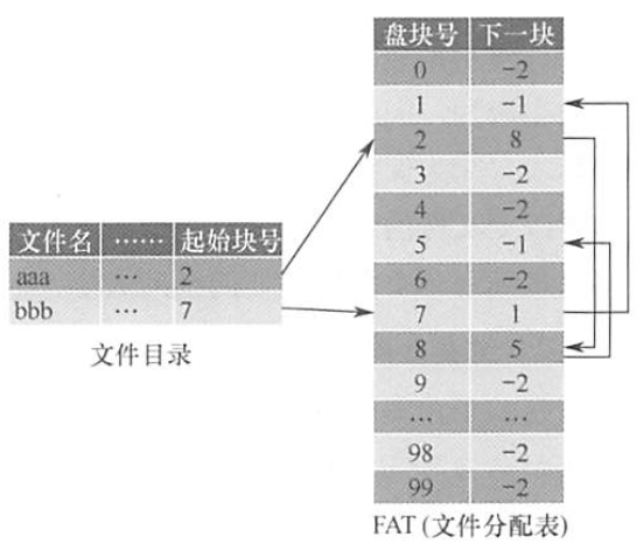 盘块号 下一块
0 -2
1 -1
2 8
3 -2
4 -2
5 -1
6 -2
7 1
8 5
9 -2
... ...
98 -2
99 -2
FAT (文件分配表)
文件名 …… 起始块号
aaa … 2
bbb … 7
文件目录